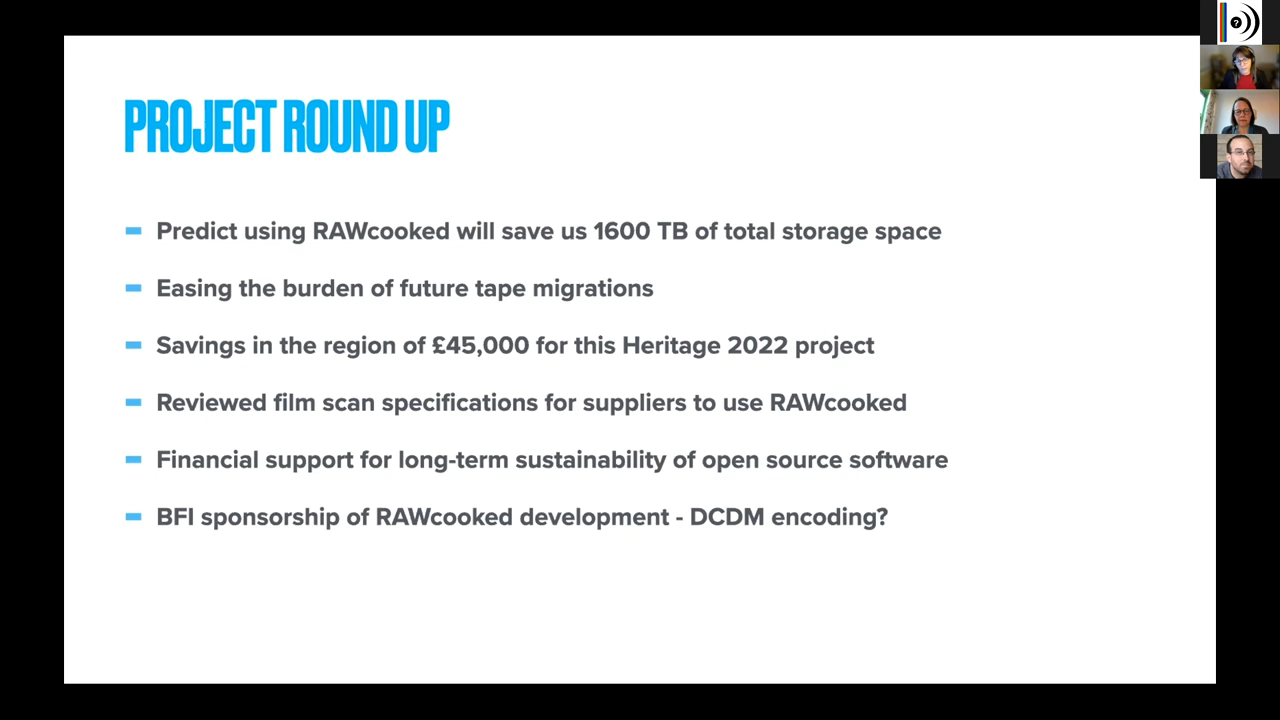 PROJECT ROUND UP
Predict using RAWcooked will save us 1600 TB of total storage space
Easing the burden of future tape migrations
Savings in the region of £45,000 for this Heritage 2022 project
Reviewed film scan specifications for suppliers to use RAWcooked
Financial support for long-term sustainability of open source software
BFI sponsorship of RAWcooked development - DCDM encoding?
?